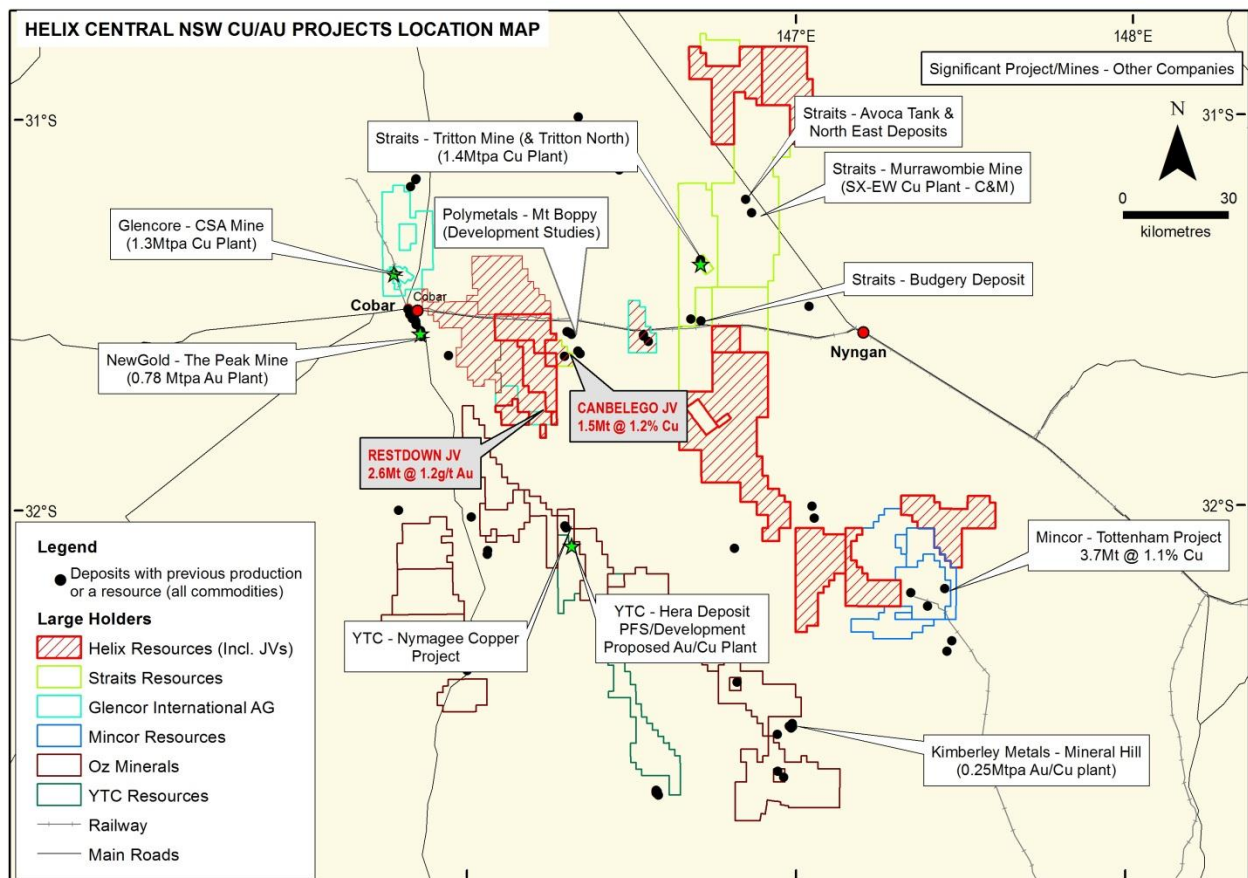 HELIX CENTRAL NSW CU/AU PROJECTS LOCATION MAP
147°E
148°E
Significant Project/Mines - Other Companies
31°S
31°S
N
30
0
kilometres
Straits - Tritton Mine (& Tritton North)
(1.4Mtpa Cu Plant)
Straits - Avoca Tank &
North East Deposits
Straits - Murrawombie Mine
(SX-EW Cu Plant - C&M)
Glencore - CSA Mine
(1.3Mtpa Cu Plant)
Polymetals - Mt Boppy
(Development Studies)
Straits - Budgery Deposit
Cobar
Cobar
Nyngan
NewGold - The Peak Mine
(0.78 Mtpa Au Plant)
CANBELEGO JV
1.5Mt @ 1.2% Cu
RESTDOWN JV
2.6Mt @ 1.2g/t Au
32°S
32°S
Mincor - Tottenham Project
3.7Mt @ 1.1% Cu
YTC - Nymagee Copper
Project
YTC - Hera Deposit
PFS/Development
Proposed Au/Cu Plant
Kimberley Metals - Mineral Hill
(0.25Mtpa Au/Cu plant)
Legend
Deposits with previous production
or a resource (all commodities)
Large Holders
Helix Resources (Incl. JVs)
Straits Resources
Glencor International AG
Mincor Resources
Oz Minerals
YTC Resources
Railway
Main Roads